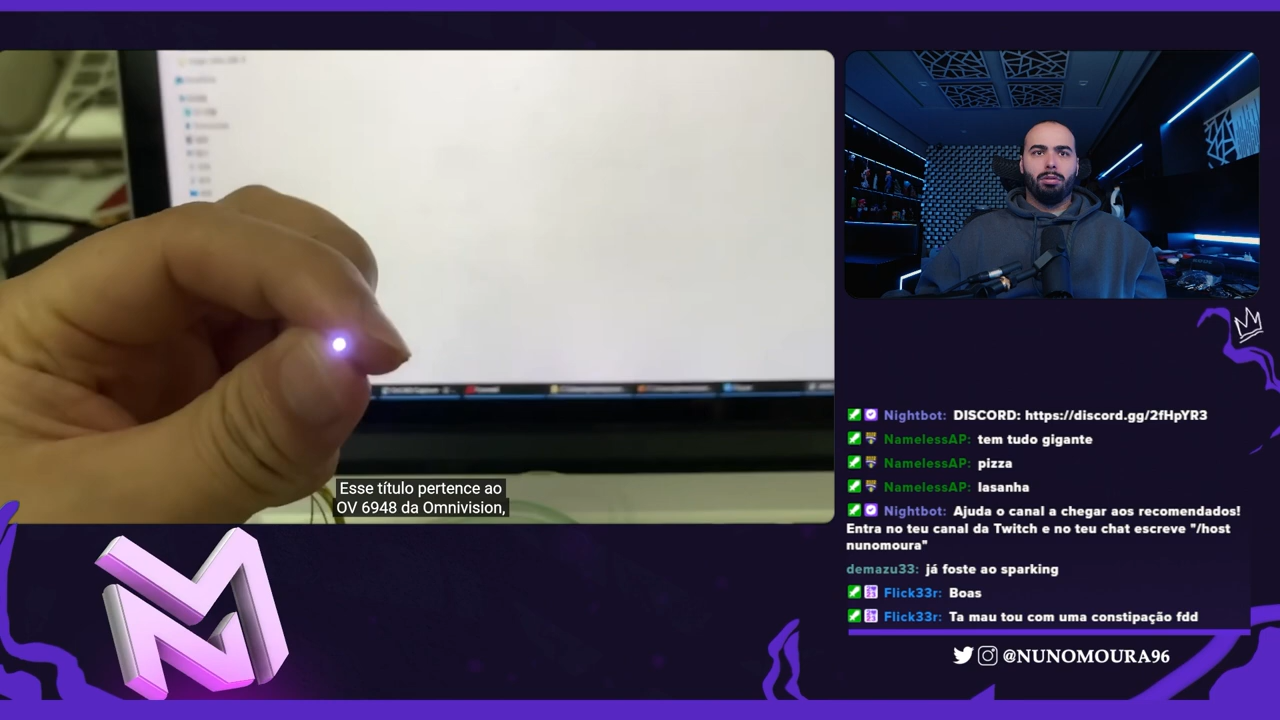 Esse título pertence ao
OV 6948 da Omnivision,
Nightbot: DISCORD: https://discord.gg/2fHpYR3
NamelessAP: tem tudo gigante
NamelessAP: pizza
NamelessAP: lasanha
Nightbot: Ajuda o canal a chegar aos recomendados!
Entra no teu canal da Twitch e no teu chat escreve "/host
nunomoura"
demazu33: já foste ao sparking
Flick33r: Boas
Flick33r: Ta mau tou com uma constipação fdd
@NUNOMOURA96